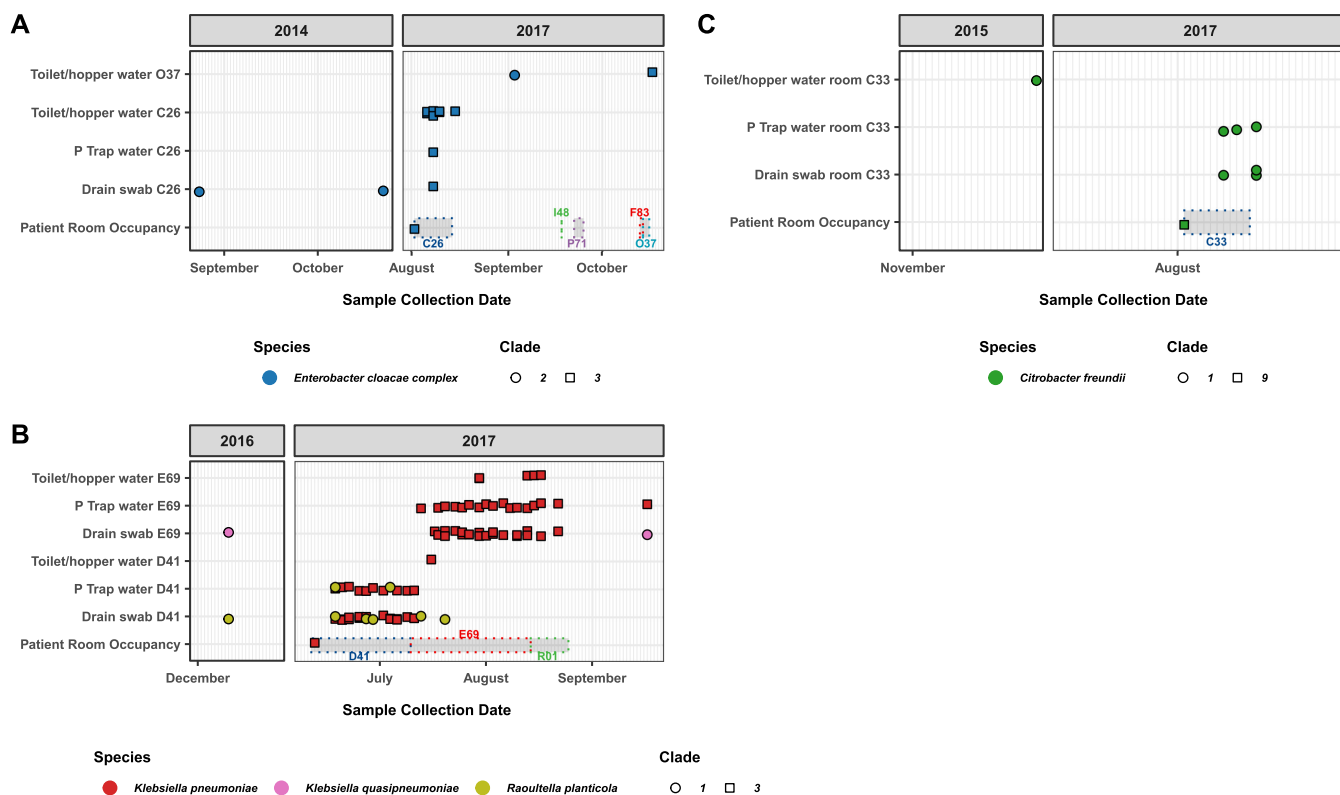 A
2014
2017
Toilet/hopper water O37
Toilet/hopper water C26
P Trap water C26
Drain swab C26
Patient Room Occupancy
I48
F83
C26
P71
O37
September
October
August
September
October
Sample Collection Date
Species
Clade
Enterobacter cloacae complex
2
3
C
2015
2017
Toilet/hopper water room C33
P Trap water room C33
Drain swab room C33
Patient Room Occupancy
C33
November
August
Sample Collection Date
Species
Clade
Citrobacter freundii
1
9
B
2016
2017
Toilet/hopper water E69
P Trap water E69
Drain swab E69
Toilet/hopper water D41
P Trap water D41
Drain swab D41
Patient Room Occupancy
E69
D41
R01
December
July
August
September
Sample Collection Date
Species
Clade
Klebsiella pneumoniae
Klebsiella quasipneumoniae
Raoultella planticola
1
3